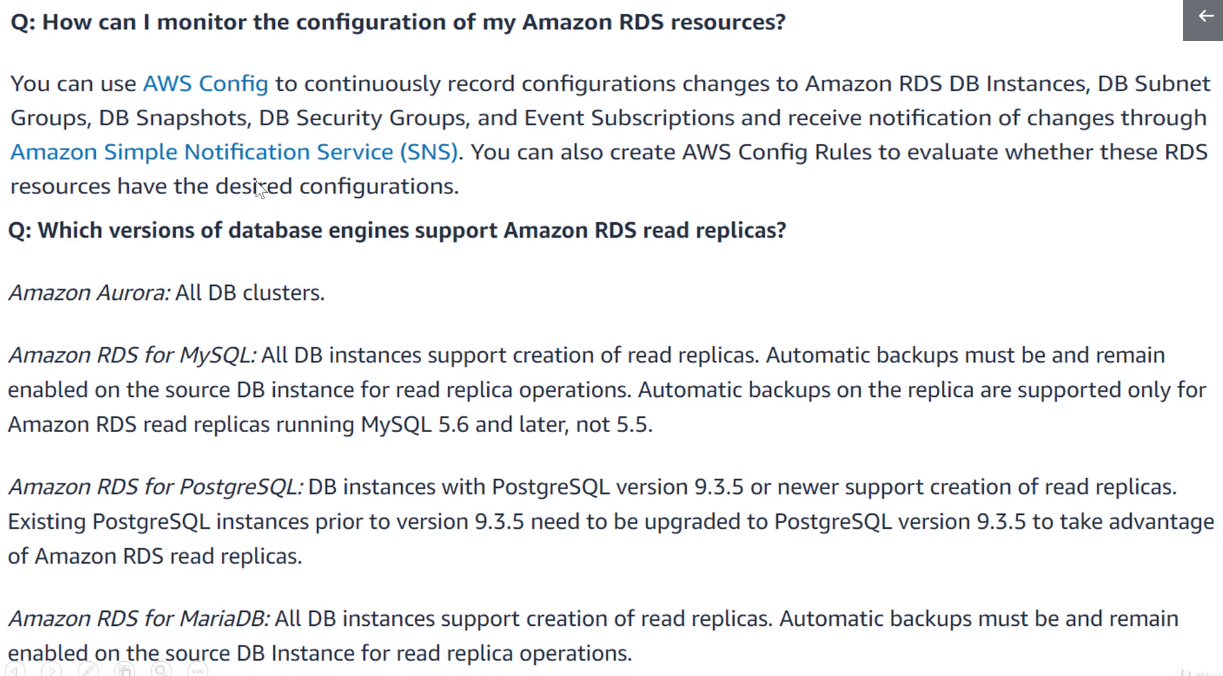 Q: How can I monitor the configuration of my Amazon RDS resources?
You can use AWS Config to continuously record configurations changes to Amazon RDS DB Instances, DB Subnet
Groups, DB Snapshots, DB Security Groups, and Event Subscriptions and receive notification of changes through
Amazon Simple Notification Service (SNS). You can also create AWS Config Rules to evaluate whether these RDS
resources have the desired configurations.
Q: Which versions of database engines support Amazon RDS read replicas?
Amazon Aurora: All DB clusters.
Amazon RDS for MySQL: All DB instances support creation of read replicas. Automatic backups must be and remain
enabled on the source DB instance for read replica operations. Automatic backups on the replica are supported only for
Amazon RDS read replicas running MySQL 5.6 and later, not 5.5.
Amazon RDS for PostgreSQL: DB instances with PostgreSQL version 9.3.5 or newer support creation of read replicas.
Existing PostgreSQL instances prior to version 9.3.5 need to be upgraded to PostgreSQL version 9.3.5 to take advantage
of Amazon RDS read replicas.
Amazon RDS for MariaDB: All DB instances support creation of read replicas. Automatic backups must be and remain
enabled on the source DB Instance for read replica operations.